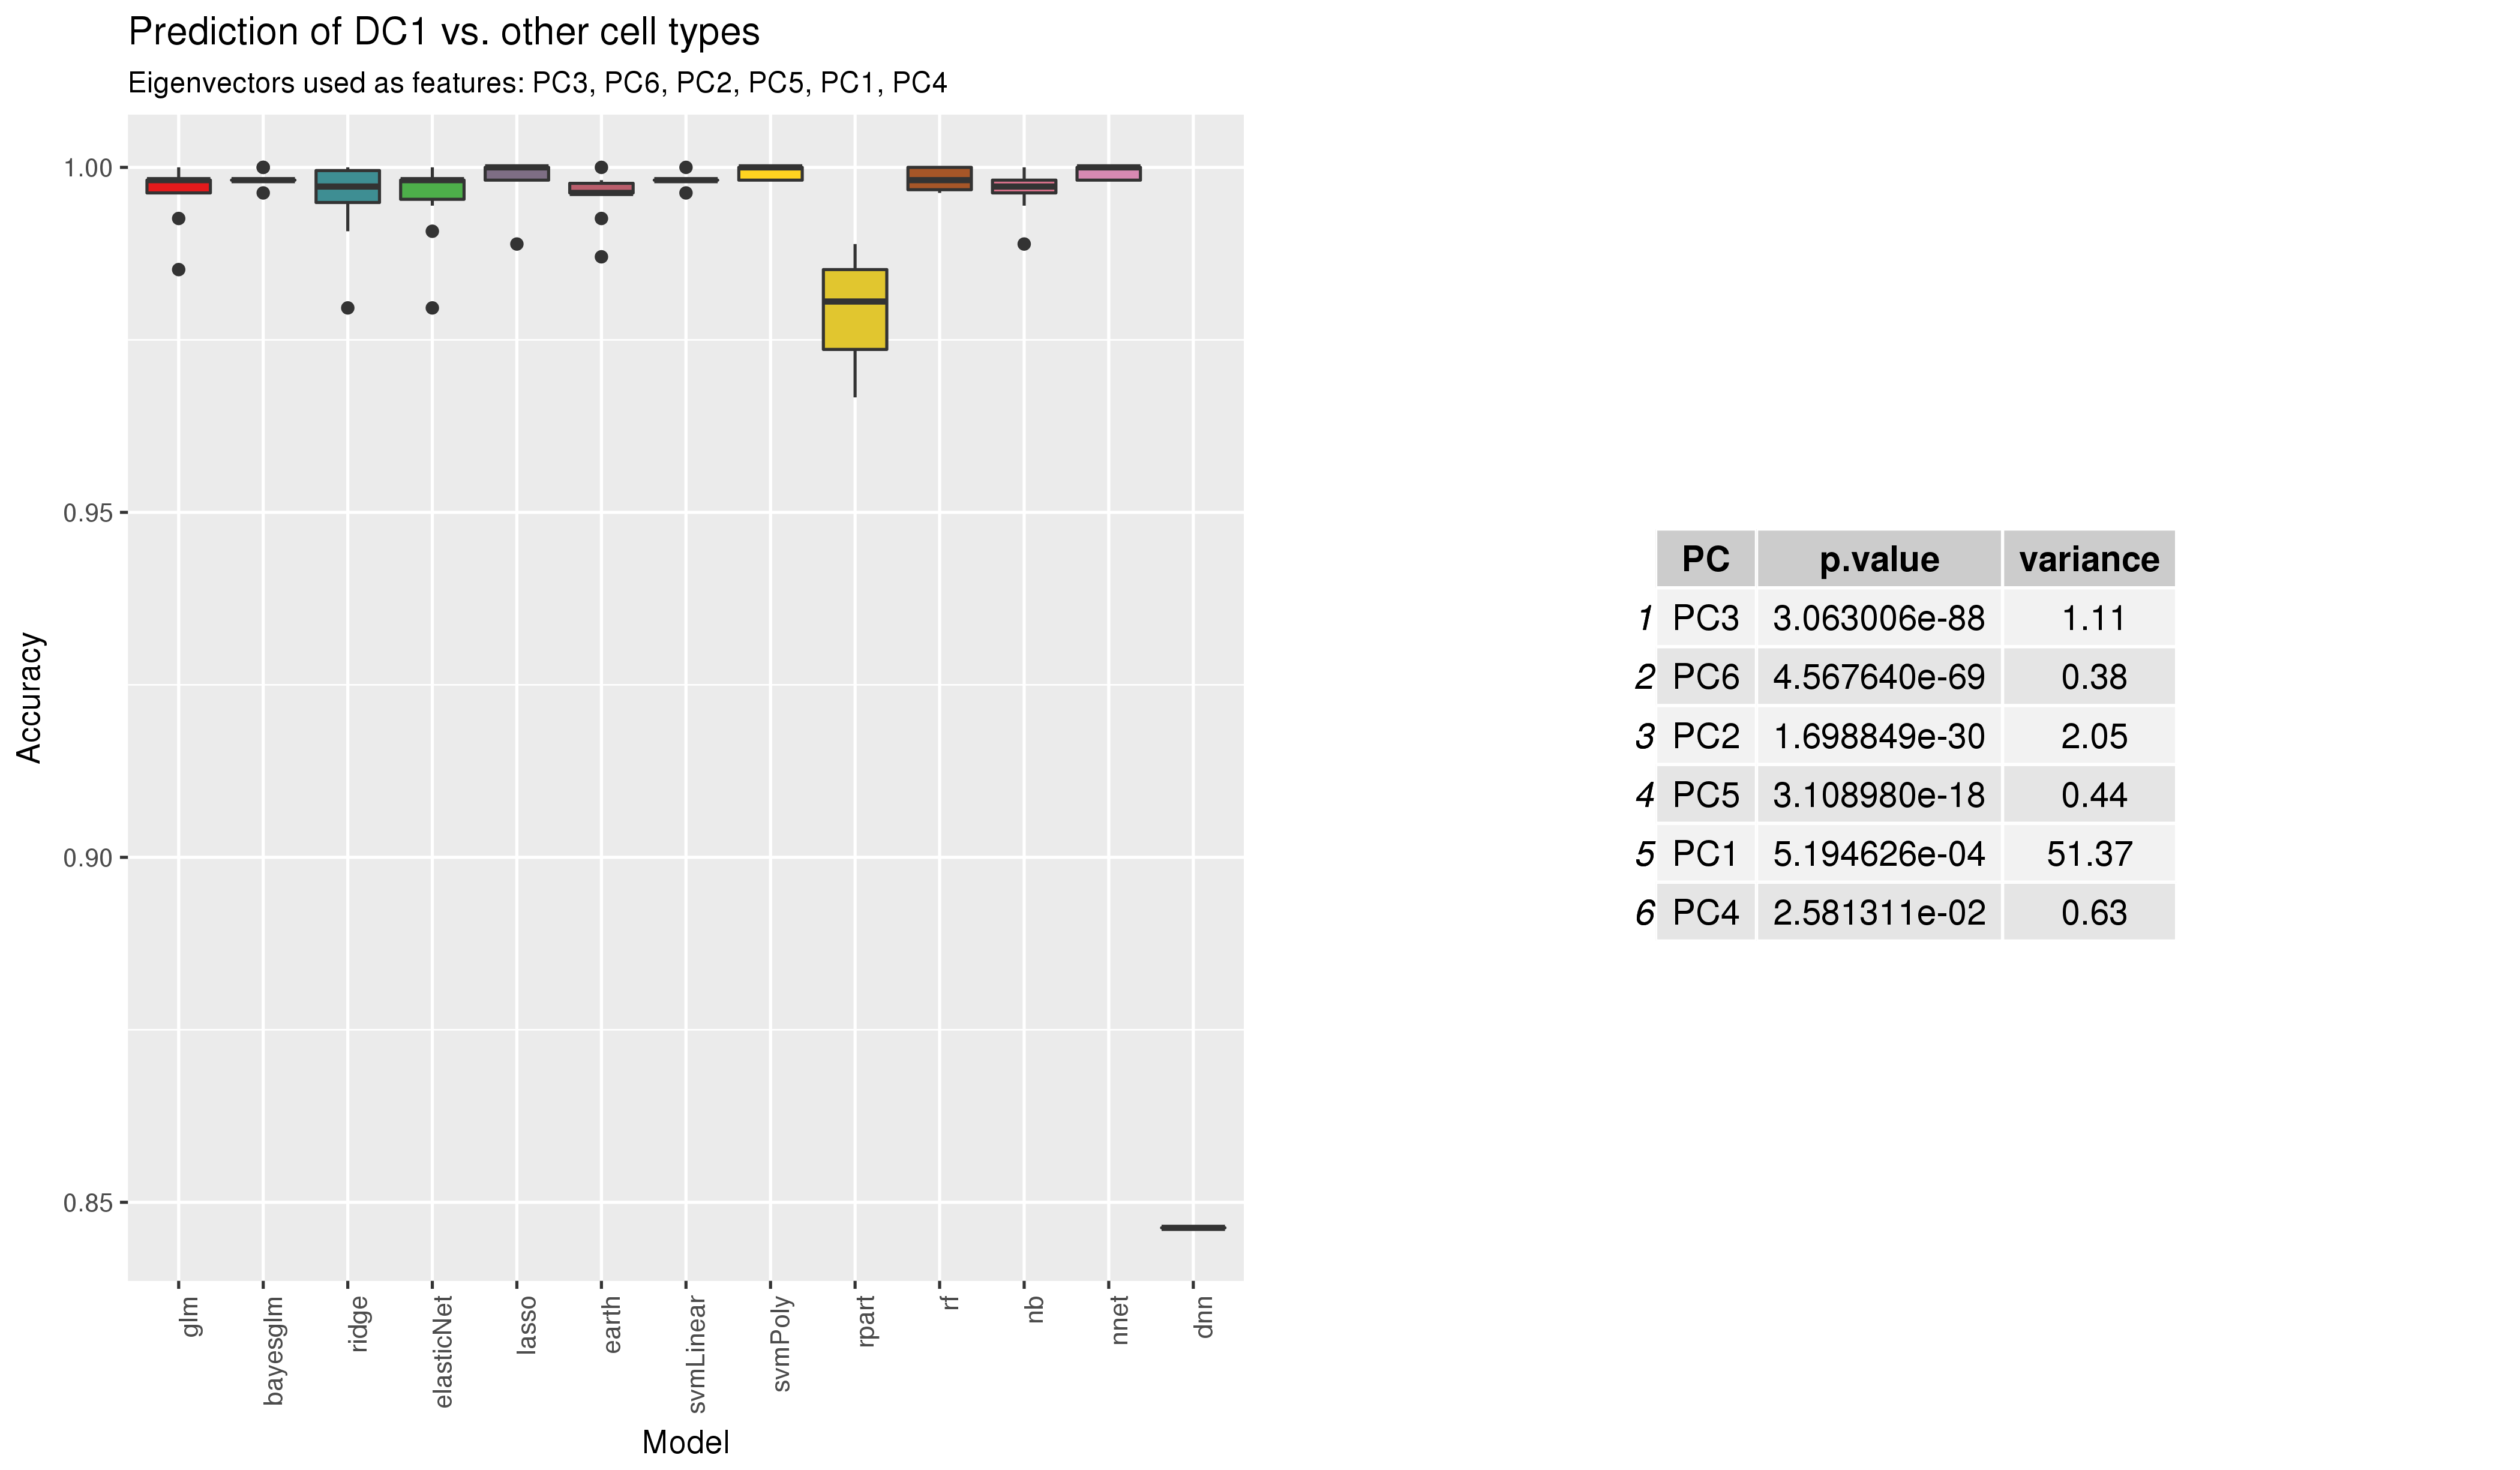 Prediction of DC1 vs. other cell types
Eigenvectors used as features: PC3, PC6, PC2, PC5, PC1, PC4
Accuracy
1.00
0.95
0.90
0.85
glm
bayesglm
ridge
elasticNet
lasso
earth
svmLinear
svmPoly
rpart
rf
nb
nnet
dnn
Model
PC p.value variance
1 PC3 3.063006e-88 1.11
2 PC6 4.567640e-69 0.38
3 PC2 1.698849e-30 2.05
4 PC5 3.108980e-18 0.44
5 PC1 5.194626e-04 51.37
6 PC4 2.581311e-02 0.63